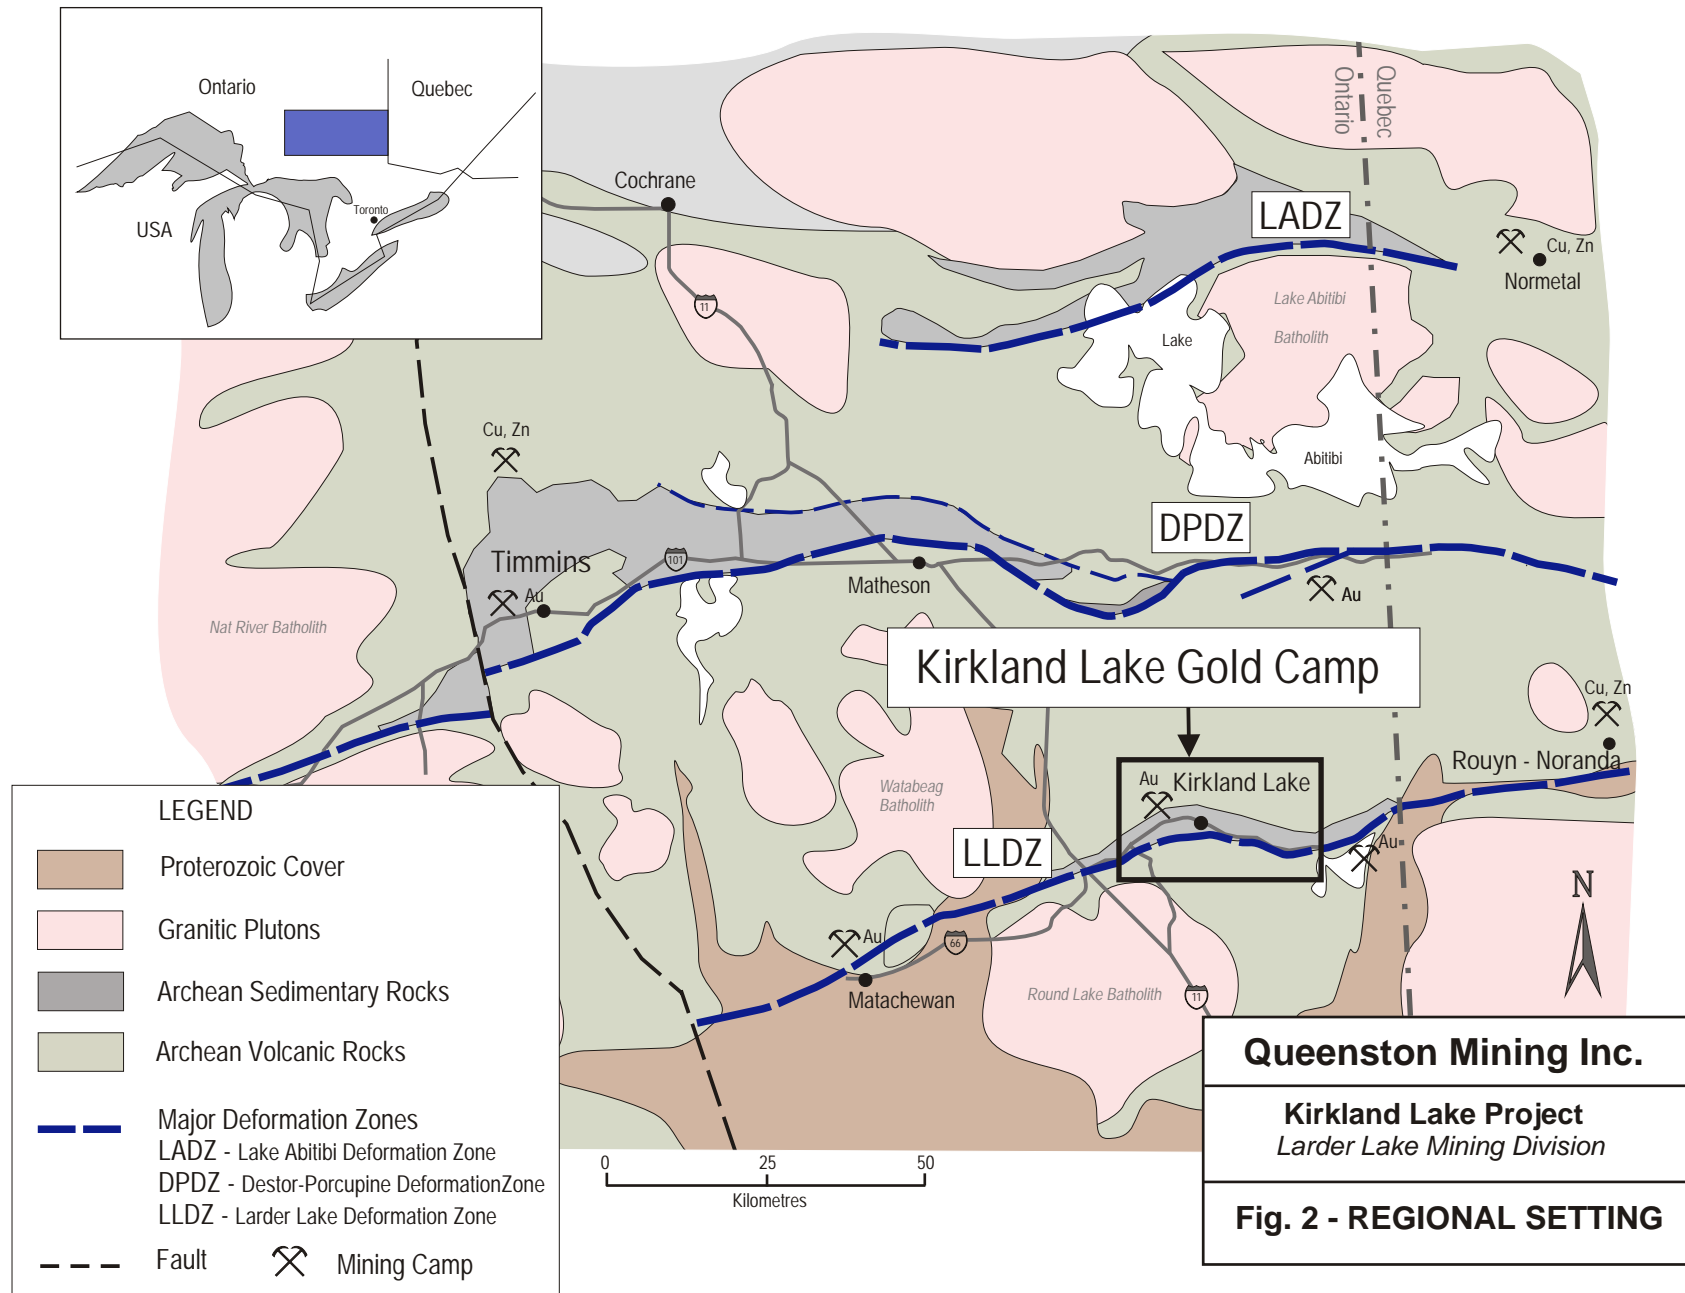 Ontario
Quebec
USA
Toronto
Quebec
Ontario
Cochrane
LADZ
Cu, Zn
Normetal
11
Lake Abitibi
Batholith
Lake
Abitibi
Cu, Zn
DPDZ
Timmins
101
Au
Matheson
Au
Nat River Batholith
Kirkland Lake Gold Camp
Cu, Zn
Rouyn - Noranda
Watabeag
Batholith
Au
Kirkland Lake
LLDZ
Au
Au
66
Matachewan
Round Lake Batholith
11
N
LEGEND
Proterozoic Cover
Granitic Plutons
Archean Sedimentary Rocks
Archean Volcanic Rocks
Major Deformation Zones
LADZ - Lake Abitibi Deformation Zone
DPDZ - Destor-Porcupine DeformationZone
LLDZ - Larder Lake Deformation Zone
Fault
Mining Camp
0 25 50
Kilometres
Queenston Mining Inc.
Kirkland Lake Project
Larder Lake Mining Division
Fig. 2 - REGIONAL SETTING